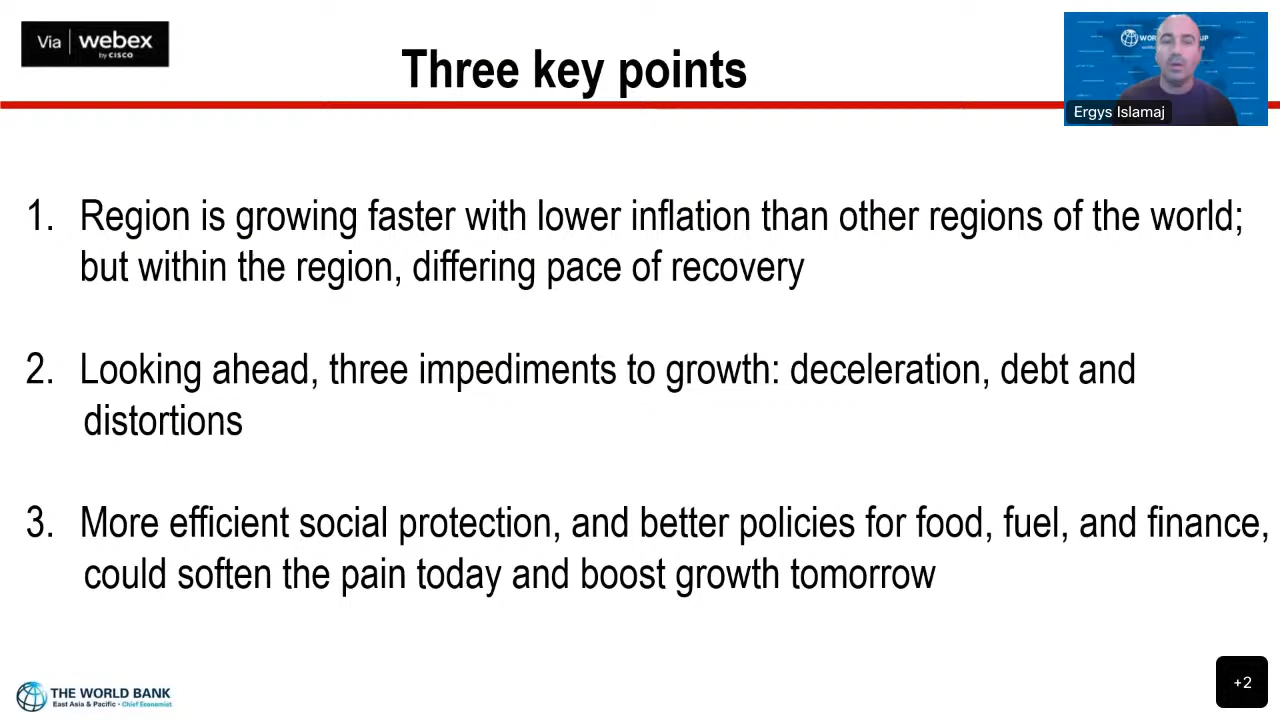 Via webex
by CISCO
Three key points
Ergys Islamaj
1. Region is growing faster with lower inflation than other regions of the world;
but within the region, differing pace of recovery
2. Looking ahead, three impediments to growth: deceleration, debt and
distortions
3. More efficient social protection, and better policies for food, fuel, and finance,
could soften the pain today and boost growth tomorrow
THE WORLD BANK
East Asia & Pacific • Chief Economist
+2